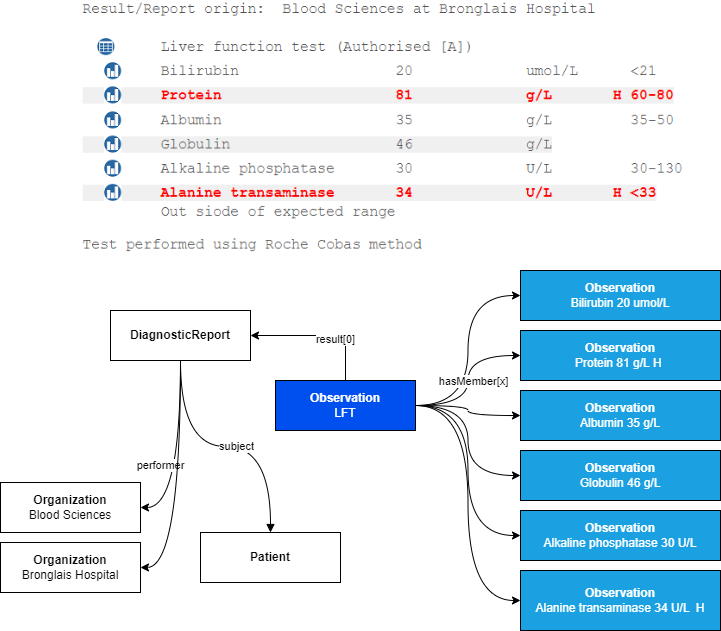 Result/Report origin:  Blood Sciences at Bronglais Hospital
Liver function test (Authorised [A])
Bilirubin 20 umol/L <21
Protein 81 g/L H 60-80
Albumin 35 g/L 35-50
Globulin 46 g/L
Alkaline phosphatase 30 U/L 30-130
Alanine transaminase 34 U/L H <33
Out siode of expected range
Test performed using Roche Cobas method
DiagnosticReport
result[0]
Observation
LFT
hasMember[x]
subject
performer
Organization
Blood Sciences
Organization
Bronglais Hospital
Patient
Observation
Bilirubin 20 umol/L
Observation
Protein 81 g/L H
Observation
Albumin 35 g/L
Observation
Globulin 46 g/L
Observation
Alkaline phosphatase 30 U/L
Observation
Alanine transaminase 34 U/L  H